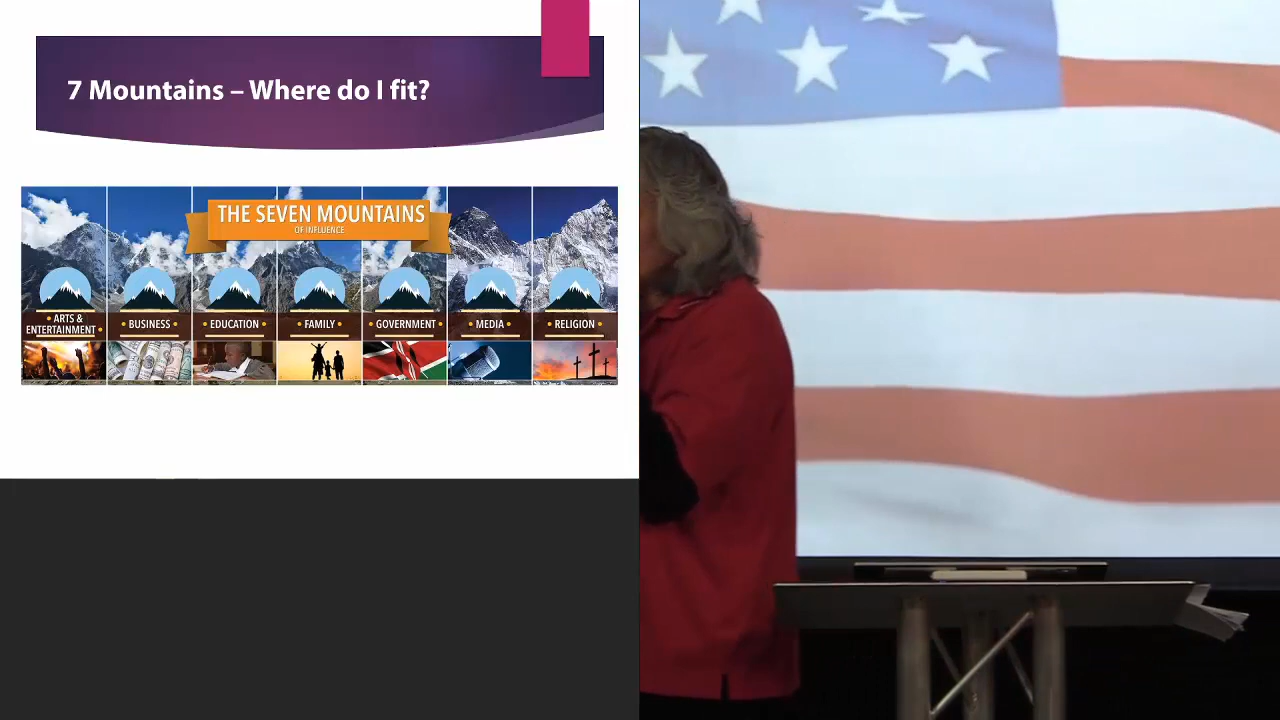 7 Mountains – Where do I fit?
THE SEVEN MOUNTAINS
OF INFLUENCE
• ARTS &
ENTERTAINMENT •
• BUSINESS •
• EDUCATION •
• FAMILY •
• GOVERNMENT •
• MEDIA •
• RELIGION •